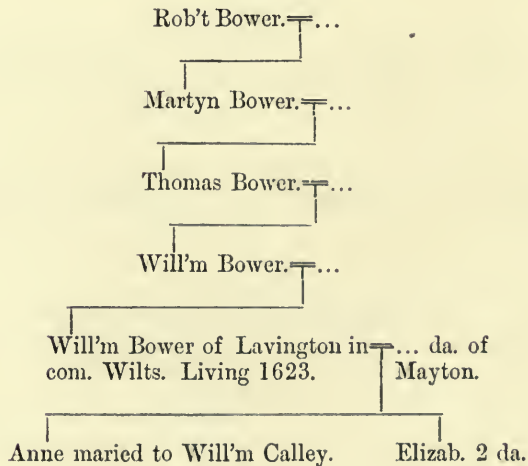 Rob't Bower.=...
Martyn Bower.=...
Thomas Bower.=...
Will'm Bower.=...
Will'm Bower of Lavington in=... da. of
com. Wilts. Living 1623. Mayton.
Anne maried to Will'm Calley. Elizab. 2 da.